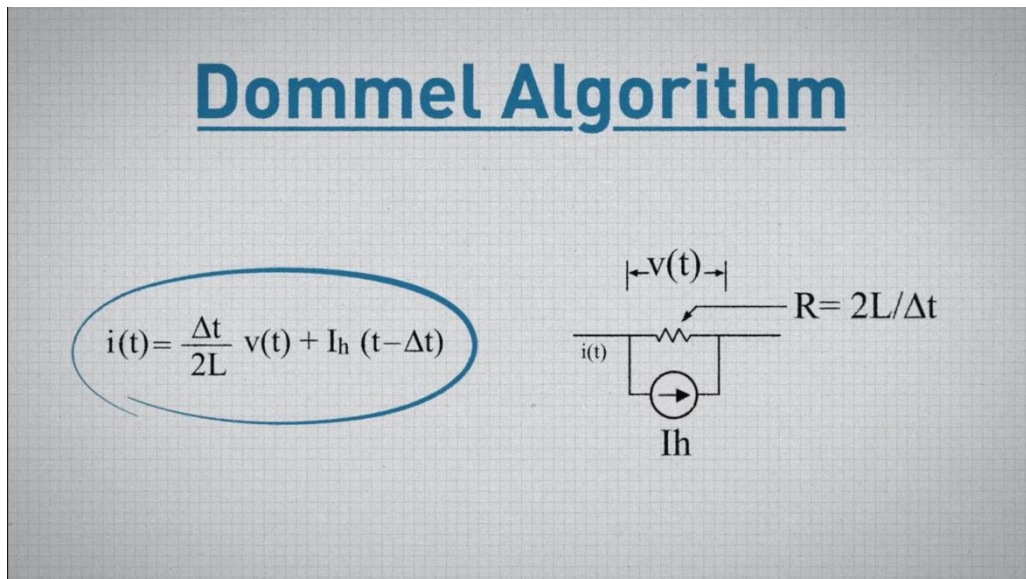 Dommel Algorithm
i(t)= Δt/2L v(t) + Ih (t−Δt)
v(t)
R= 2L/Δt
i(t)
Ih